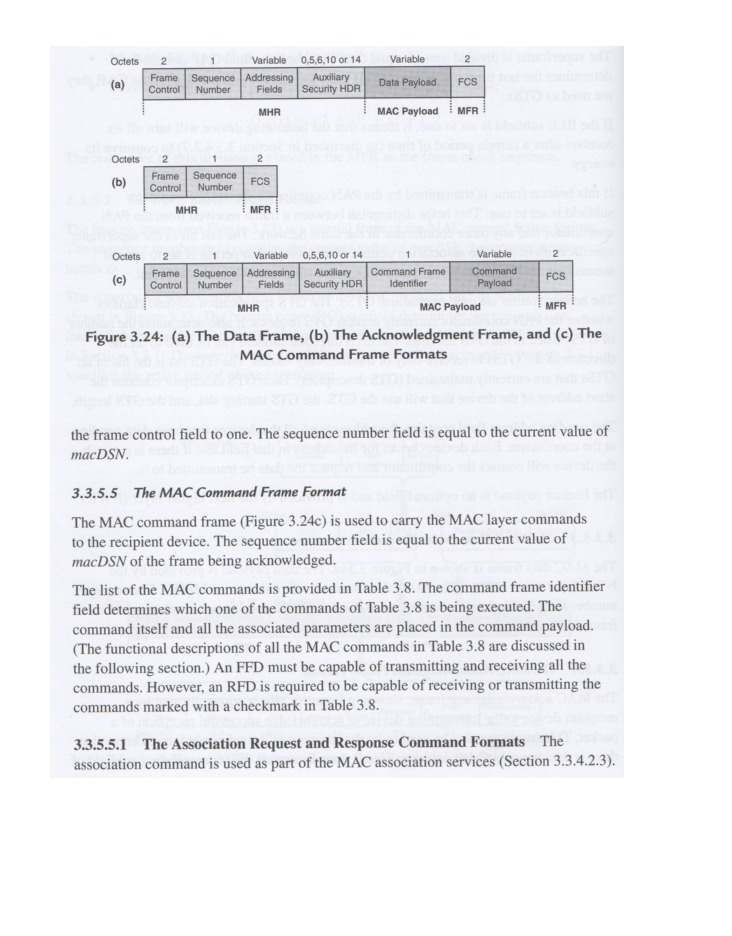 Octets 2 1 Variable 0,5,6,10 or 14 Variable 2
(a) Frame Control Sequence Number Addressing Fields Auxiliary Security HDR Data Payload FCS
MHR MAC Payload MFR
Octets 2 1 2
(b) Frame Control Sequence Number FCS
MHR MFR
Octets 2 1 Variable 0,5,6,10 or 14 1 Variable 2
(c) Frame Control Sequence Number Addressing Fields Auxiliary Security HDR Command Frame Identifier Command Payload FCS
MHR MAC Payload MFR
Figure 3.24: (a) The Data Frame, (b) The Acknowledgment Frame, and (c) The
MAC Command Frame Formats
the frame control field to one. The sequence number field is equal to the current value of
macDSN.
3.3.5.5 The MAC Command Frame Format
The MAC command frame (Figure 3.24c) is used to carry the MAC layer commands
to the recipient device. The sequence number field is equal to the current value of
macDSN of the frame being acknowledged.
The list of the MAC commands is provided in Table 3.8. The command frame identifier
field determines which one of the commands of Table 3.8 is being executed. The
command itself and all the associated parameters are placed in the command payload.
(The functional descriptions of all the MAC commands in Table 3.8 are discussed in
the following section.) An FFD must be capable of transmitting and receiving all the
commands. However, an RFD is required to be capable of receiving or transmitting the
commands marked with a checkmark in Table 3.8.
3.3.5.5.1 The Association Request and Response Command Formats The
association command is used as part of the MAC association services (Section 3.3.4.2.3).